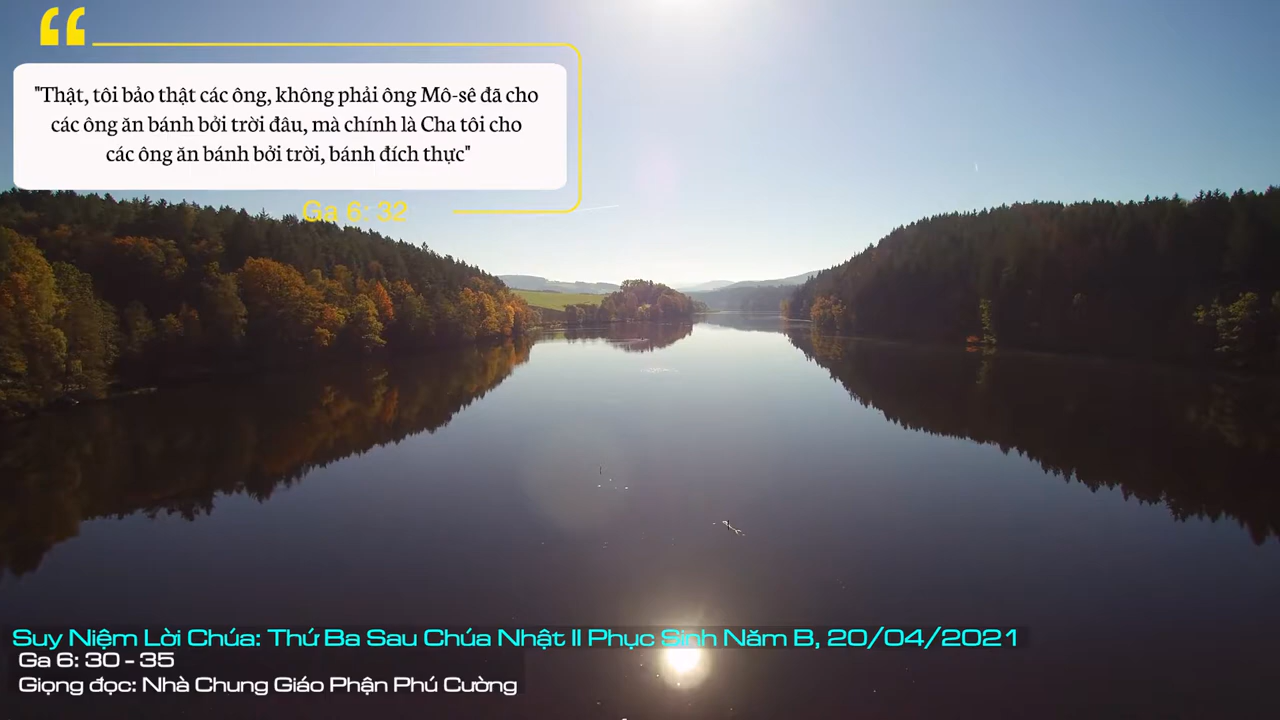 "Thật, tôi bảo thật các ông, không phải ông Mô-sê đã cho
các ông ăn bánh bởi trời đâu, mà chính là Cha tôi cho
các ông ăn bánh bởi trời, bánh đích thực"
Ga 6: 32
Suy Niệm Lời Chúa: Thứ Ba Sau Chúa Nhật II Phục Sinh Năm B, 20/04/2021
Ga 6: 30 - 35
Giọng đọc: Nhà Chung Giáo Phận Phú Cường